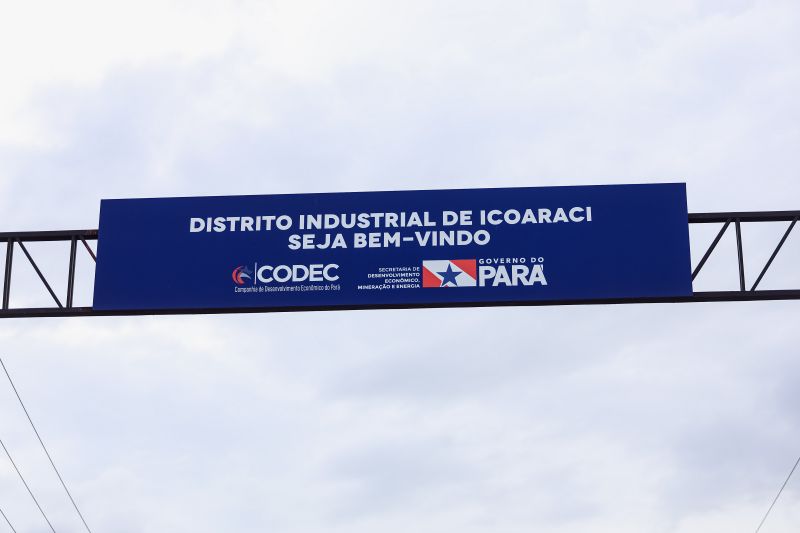 DISTRITO INDUSTRIAL DE ICOARACI
SEJA BEM-VINDO
CODEC
Companhia de Desenvolvimento Econômico do Pará
SECRETARIA DE
DESENVOLVIMENTO
ECONÔMICO,
MINERAÇÃO E ENERGIA
GOVERNO DO
PARÁ